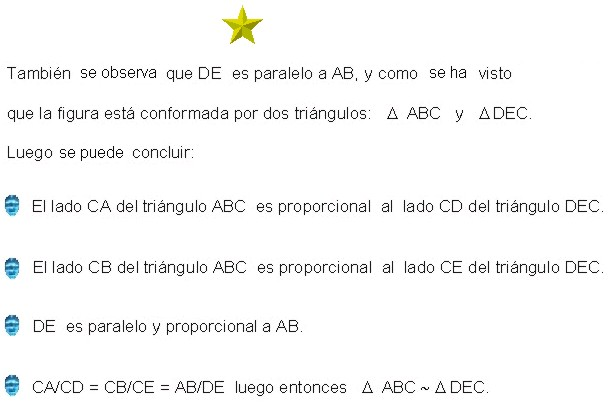 También se observa que DE es paralelo a AB, y como se ha visto
que la figura está conformada por dos triángulos: Δ ABC y Δ DEC.
Luego se puede concluir:
El lado CA del triángulo ABC es proporcional al lado CD del triángulo DEC.
El lado CB del triángulo ABC es proporcional al lado CE del triángulo DEC.
DE es paralelo y proporcional a AB.
CA/CD = CB/CE = AB/DE luego entonces Δ ABC ~ Δ DEC.